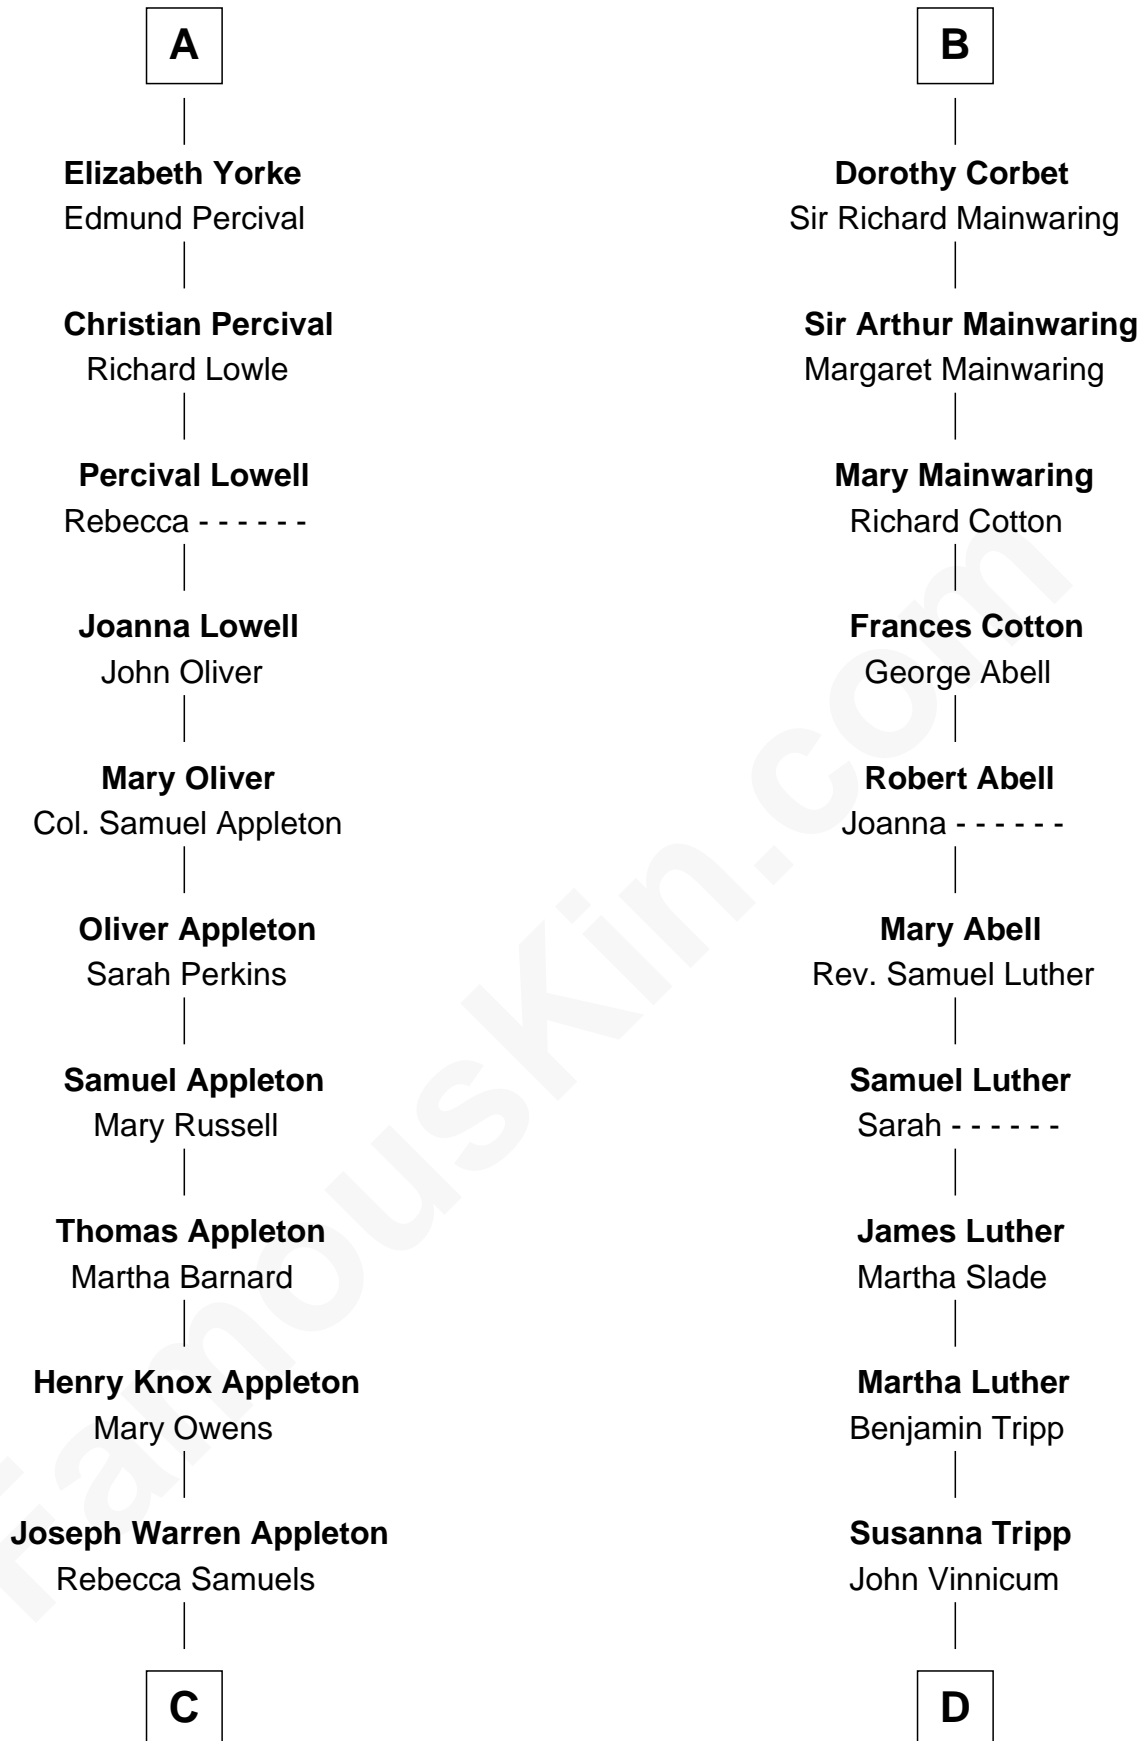 A
Elizabeth Yorke
Edmund Percival
Christian Percival
Richard Lowle
Percival Lowell
Rebecca - - - - - -
Joanna Lowell
John Oliver
Mary Oliver
Col. Samuel Appleton
Oliver Appleton
Sarah Perkins
Samuel Appleton
Mary Russell
Thomas Appleton
Martha Barnard
Henry Knox Appleton
Mary Owens
Joseph Warren Appleton
Rebecca Samuels
C
B
Dorothy Corbet
Sir Richard Mainwaring
Sir Arthur Mainwaring
Margaret Mainwaring
Mary Mainwaring
Richard Cotton
Frances Cotton
George Abell
Robert Abell
Joanna - - - - - -
Mary Abell
Rev. Samuel Luther
Samuel Luther
Sarah - - - - - -
James Luther
Martha Slade
Martha Luther
Benjamin Tripp
Susanna Tripp
John Vinnicum
D
FamousKin.com